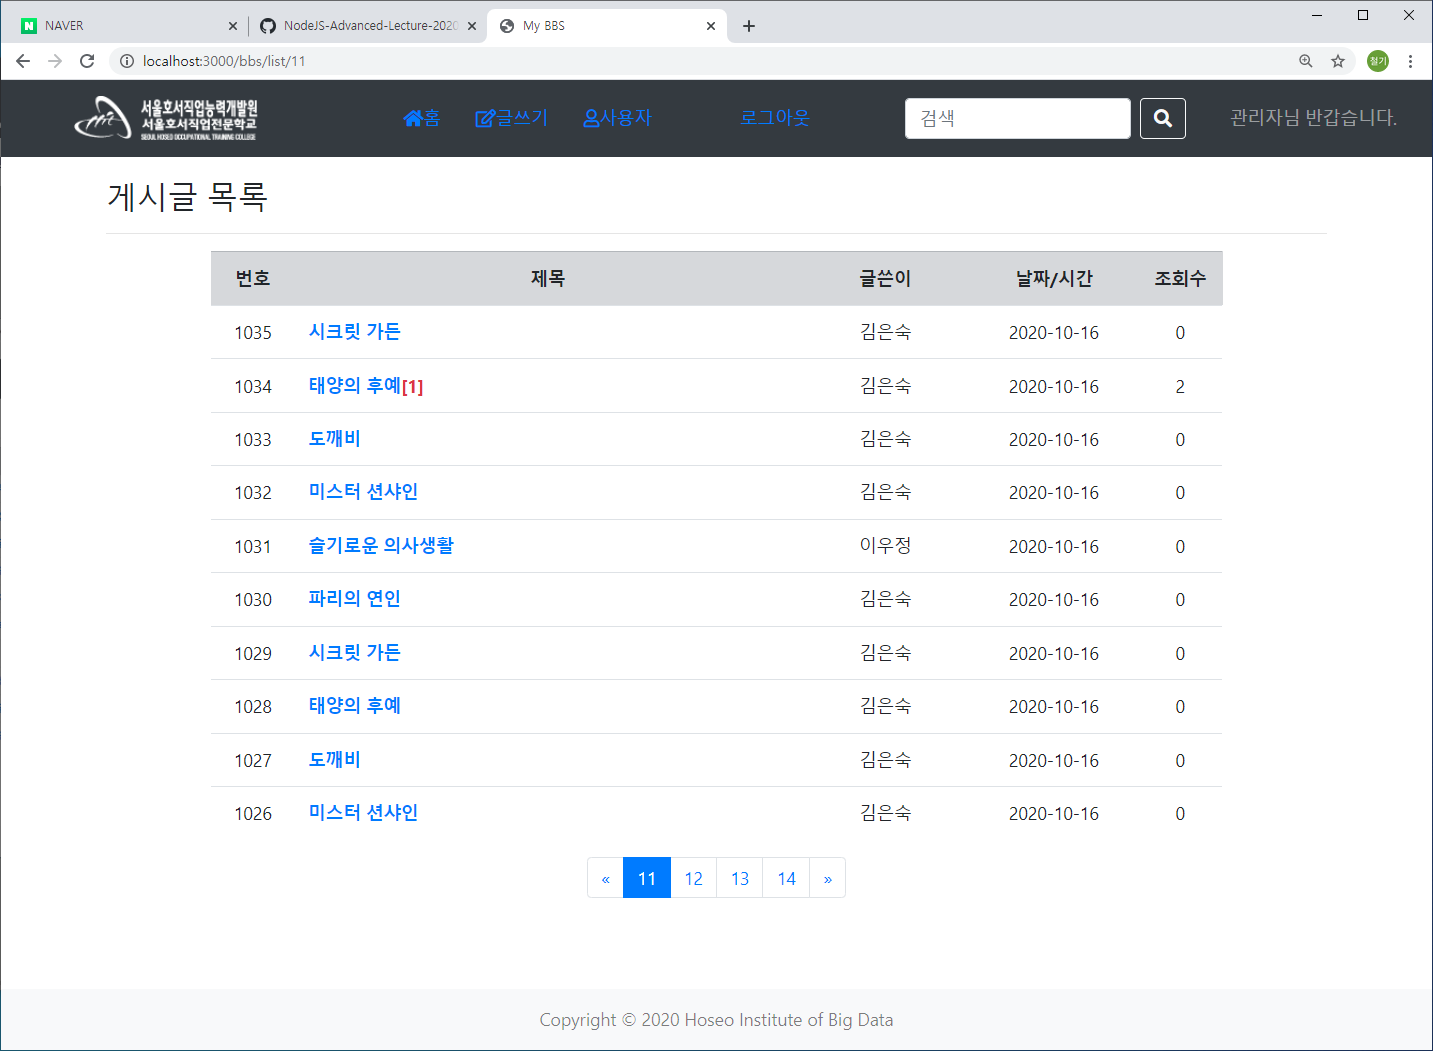 NAVER
NodeJS-Advanced-Lecture-2020
My BBS
localhost:3000/bbs/list/11
철기
서울호서직업능력개발원
서울호서직업전문학교
SEOUL HOSEO OCCUPATIONAL TRAINING COLLEGE
홈 글쓰기 사용자 로그아웃 검색 관리자님 반갑습니다.
게시글 목록
번호 제목 글쓴이 날짜/시간 조회수
1035 시크릿 가든 김은숙 2020-10-16 0
1034 태양의 후예[1] 김은숙 2020-10-16 2
1033 도깨비 김은숙 2020-10-16 0
1032 미스터 션샤인 김은숙 2020-10-16 0
1031 슬기로운 의사생활 이우정 2020-10-16 0
1030 파리의 연인 김은숙 2020-10-16 0
1029 시크릿 가든 김은숙 2020-10-16 0
1028 태양의 후예 김은숙 2020-10-16 0
1027 도깨비 김은숙 2020-10-16 0
1026 미스터 션샤인 김은숙 2020-10-16 0
« 11 12 13 14 »
Copyright © 2020 Hoseo Institute of Big Data